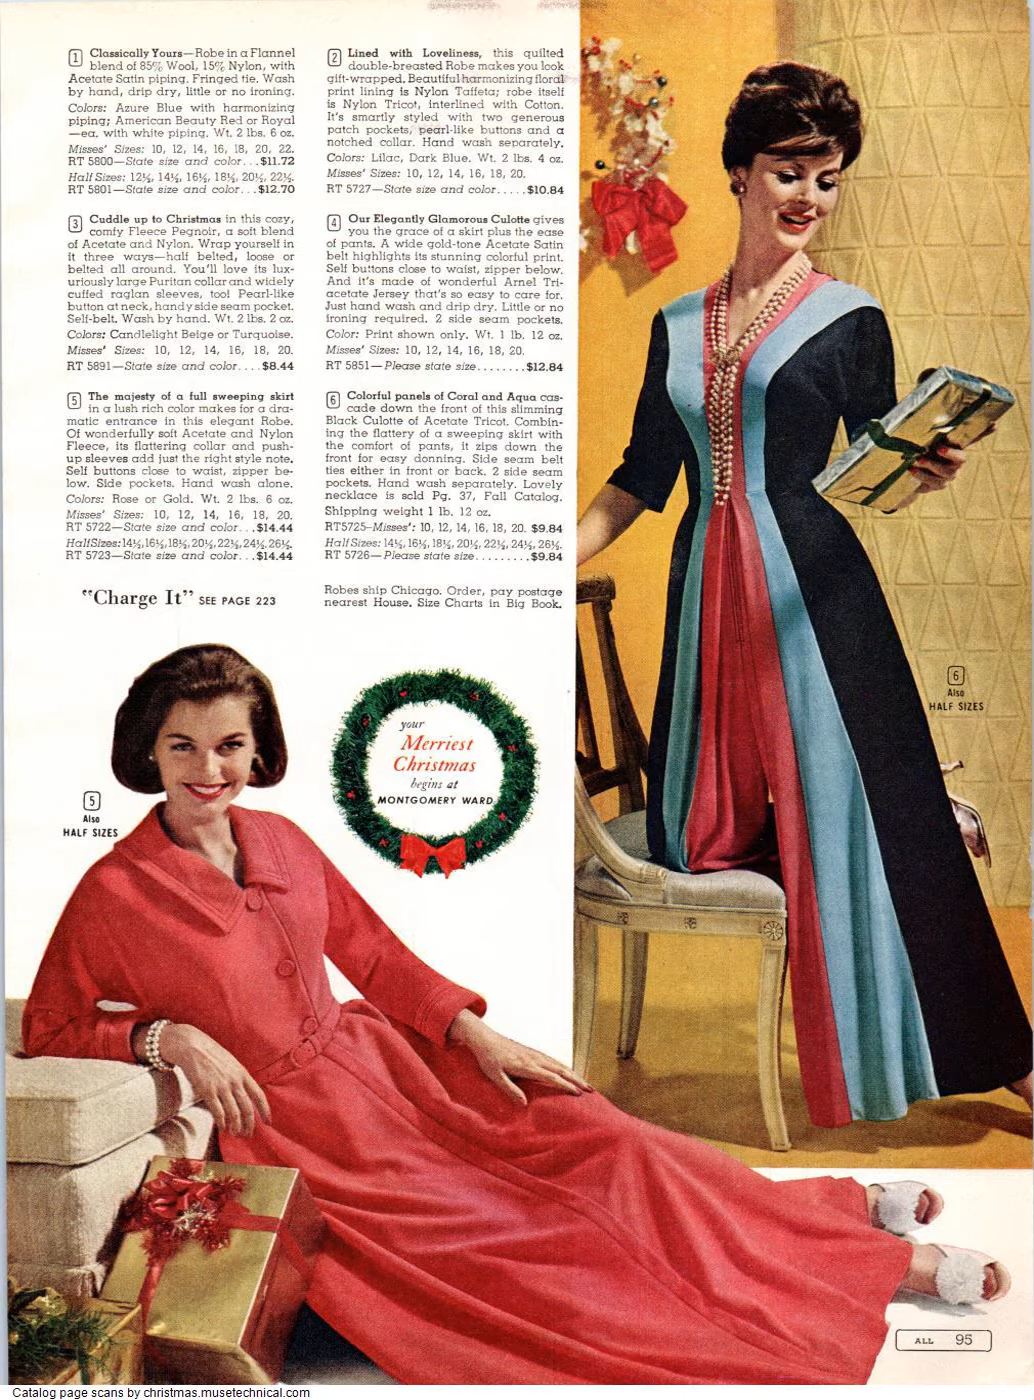 1 Classically Yours—Robe in a Flannel
blend of 85% Wool, 15% Nylon, with
Acetate Satin piping. Fringed tie. Wash
by hand, drip dry, little or no ironing.
Colors: Azure Blue with harmonizing
piping; American Beauty Red or Royal
—ea. with white piping. Wt. 2 lbs. 6 oz.
Misses' Sizes: 10, 12, 14, 16, 18, 20, 22.
RT 5800—State size and color...$11.72
Half Sizes: 12½, 14½, 16½, 18½, 20½, 22½.
RT 5801—State size and color...$12.70
3 Cuddle up to Christmas in this cozy,
comfy Fleece Pegnoir, a soft blend
of Acetate and Nylon. Wrap yourself in
it three ways—half belted, loose or
belted all around. You'll love its lux-
uriously large Puritan collar and widely
cuffed raglan sleeves, too! Pearl-like
button at neck, handy side seam pocket.
Self-belt. Wash by hand. Wt. 2 lbs. 2 oz.
Colors: Candlelight Beige or Turquoise.
Misses' Sizes: 10, 12, 14, 16, 18, 20.
RT 5891—State size and color....$8.44
5 The majesty of a full sweeping skirt
in a lush rich color makes for a dra-
matic entrance in this elegant Robe.
Of wonderfully soft Acetate and Nylon
Fleece, its flattering collar and push-
up sleeves add just the right style note.
Self buttons close to waist, zipper be-
low. Side pockets. Hand wash alone.
Colors: Rose or Gold. Wt. 2 lbs. 6 oz.
Misses' Sizes: 10, 12, 14, 16, 18, 20.
RT 5722—State size and color...$14.44
Half Sizes: 14½, 16½, 18½, 20½, 22½, 24½, 26½.
RT 5723—State size and color...$14.44
"Charge It" SEE PAGE 223
2 Lined with Loveliness, this quilted
double-breasted Robe makes you look
gift-wrapped. Beautiful harmonizing floral
print lining is Nylon Taffeta; robe itself
is Nylon Tricot, interlined with Cotton.
It's smartly styled with two generous
patch pockets, pearl-like buttons and a
notched collar. Hand wash separately.
Colors: Lilac, Dark Blue. Wt. 2 lbs. 4 oz.
Misses' Sizes: 10, 12, 14, 16, 18, 20.
RT 5727—State size and color.....$10.84
4 Our Elegantly Glamorous Culotte gives
you the grace of a skirt plus the ease
of pants. A wide gold-tone Acetate Satin
belt highlights its stunning colorful print.
Self buttons close to waist, zipper below.
And it's made of wonderful Arnel Tri-
acetate Jersey that's so easy to care for.
Just hand wash and drip dry. Little or no
ironing required. 2 side seam pockets.
Color: Print shown only. Wt. 1 lb. 12 oz.
Misses' Sizes: 10, 12, 14, 16, 18, 20.
RT 5851—Please state size........$12.84
6 Colorful panels of Coral and Aqua cas-
cade down the front of this slimming
Black Culotte of Acetate Tricot. Combin-
ing the flattery of a sweeping skirt with
the comfort of pants, it zips down the
front for easy donning. Side seam belt
ties either in front or back. 2 side seam
pockets. Hand wash separately. Lovely
necklace is sold Pg. 37, Fall Catalog.
Shipping weight 1 lb. 12 oz.
RT5725—Misses': 10, 12, 14, 16, 18, 20. $9.84
Half Sizes: 14½, 16½, 18½, 20½, 22½, 24½, 26½.
RT 5726—Please state size.........$9.84
Robes ship Chicago. Order, pay postage
nearest House. Size Charts in Big Book.
6
Also
HALF SIZES
your
Merriest
Christmas
begins at
MONTGOMERY WARD
5
Also
HALF SIZES
ALL 95
Catalog page scans by christmas.musetechnical.com